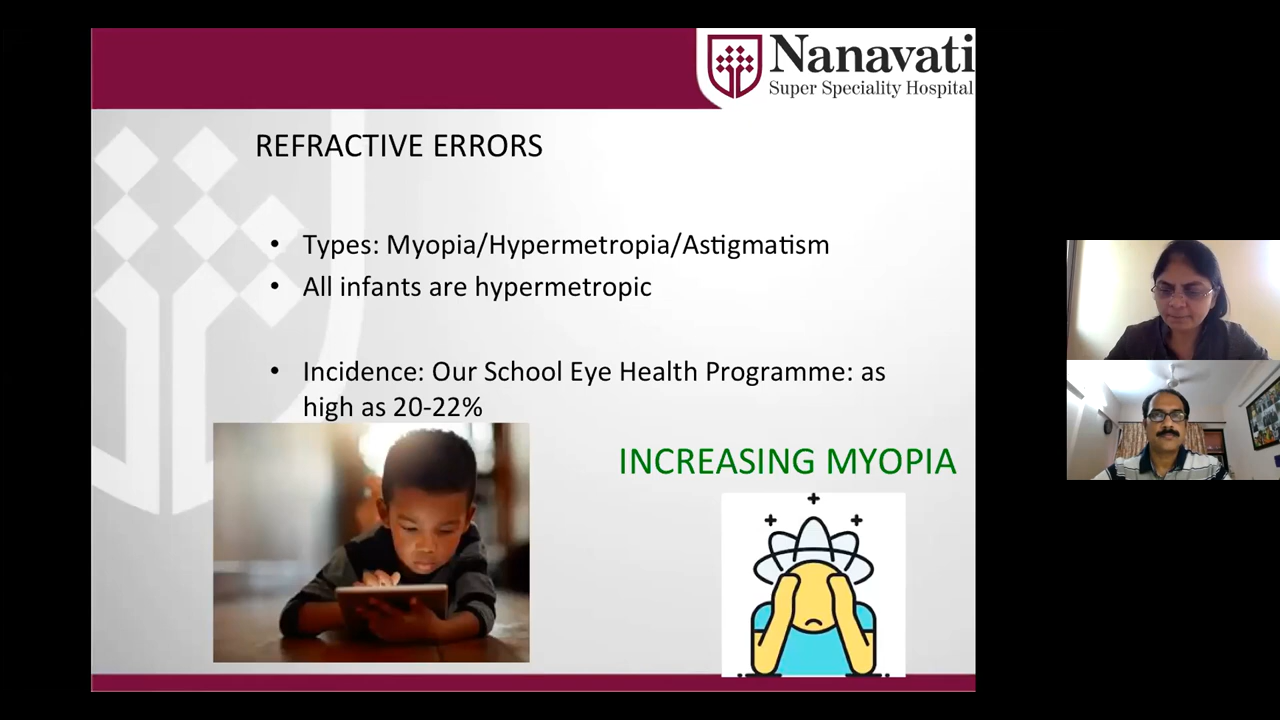 Nanavati
Super Speciality Hospital
REFRACTIVE ERRORS
• Types: Myopia/Hypermetropia/Astigmatism
• All infants are hypermetropic
• Incidence: Our School Eye Health Programme: as
high as 20-22%
INCREASING MYOPIA